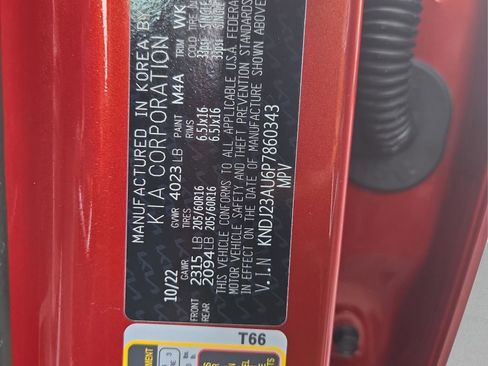 MANUFACTURED IN KOREA BY
KIA CORPORATION
GVWR 4023 LB PAINT M4A TRIM WK
GAWR TIRES RIMS COLD TIRE IN
FRONT 2315 LB 205/60R16 6.5Jx16
REAR 2094 LB 205/60R16 6.5Jx16
10/22
THIS VEHICLE CONFORMS TO ALL APPLICABLE U.S.A. FEDERAL
MOTOR VEHICLE SAFETY AND THEFT PREVENTION
IN EFFECT ON THE DATE OF MANUFACTURE SHOWN ABOVE
V.I.N KNDJ23AU6P7860343
MPV
T66